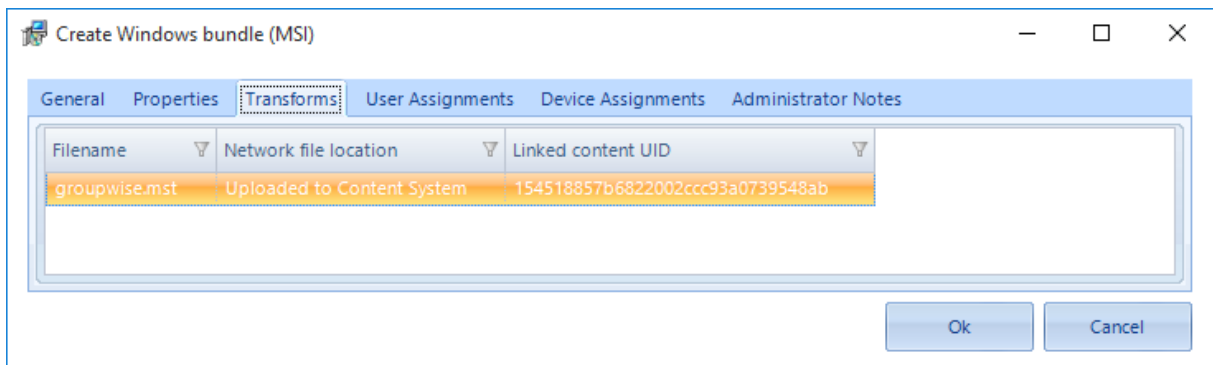 Create Windows bundle (MSI)
General Properties Transforms User Assignments Device Assignments Administrator Notes
Filename Network file location Linked content UID
groupwise.mst Uploaded to Content System 154518857b6822002ccc93a0739548ab
Ok Cancel